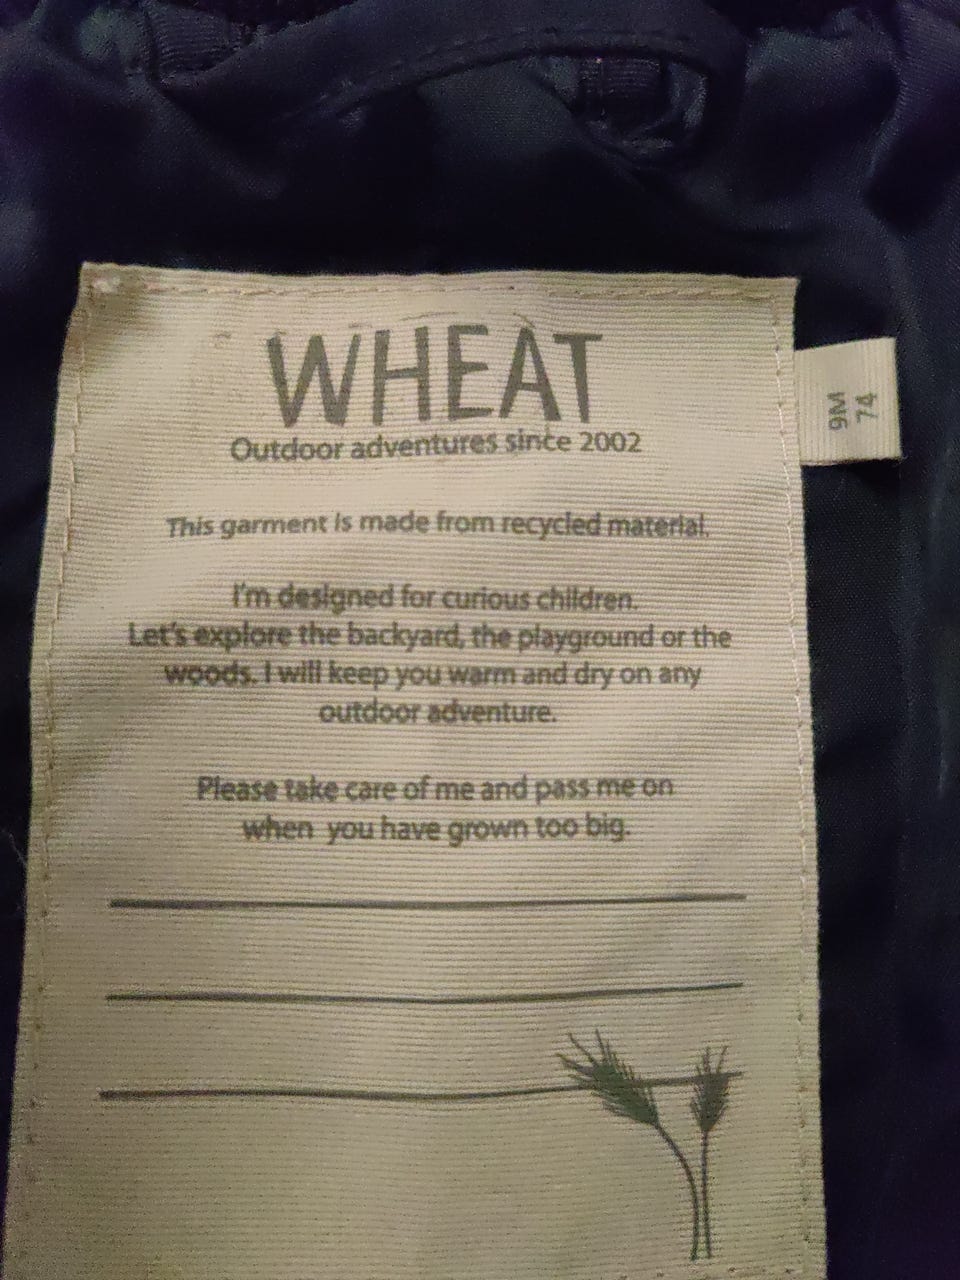 WHEAT
Outdoor adventures since 2002
9M
74
This garment is made from recycled material.
I'm designed for curious children.
Let's explore the backyard, the playground or the
woods. I will keep you warm and dry on any
outdoor adventure.
Please take care of me and pass me on
when you have grown too big.